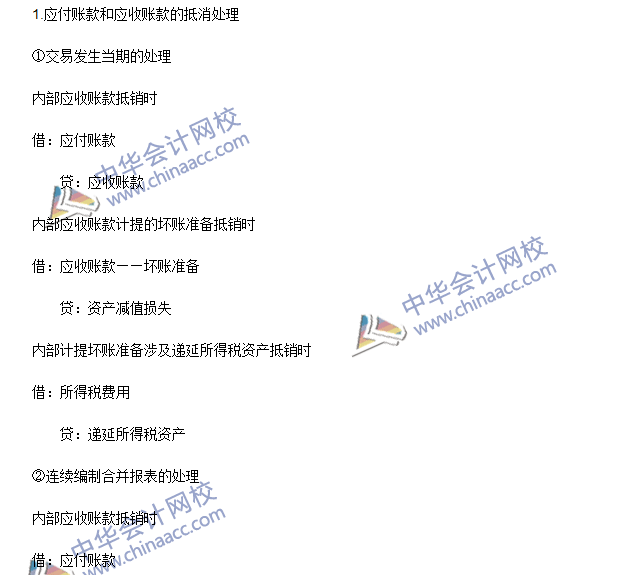 1.应付账款和应收账款的抵消处理
①交易发生当期的处理
内部应收账款抵销时
借：应付账款
贷：应收账款
内部应收账款计提的坏账准备抵销时
借：应收账款——坏账准备
贷：资产减值损失
内部计提坏账准备涉及递延所得税资产抵销时
借：所得税费用
贷：递延所得税资产
②连续编制合并报表的处理
内部应收账款抵销时
借：应付账款
中华会计网校
www.chinaacc.com
中华会计网校
www.chinaacc.com
中华会计网校
www.chinaacc.com